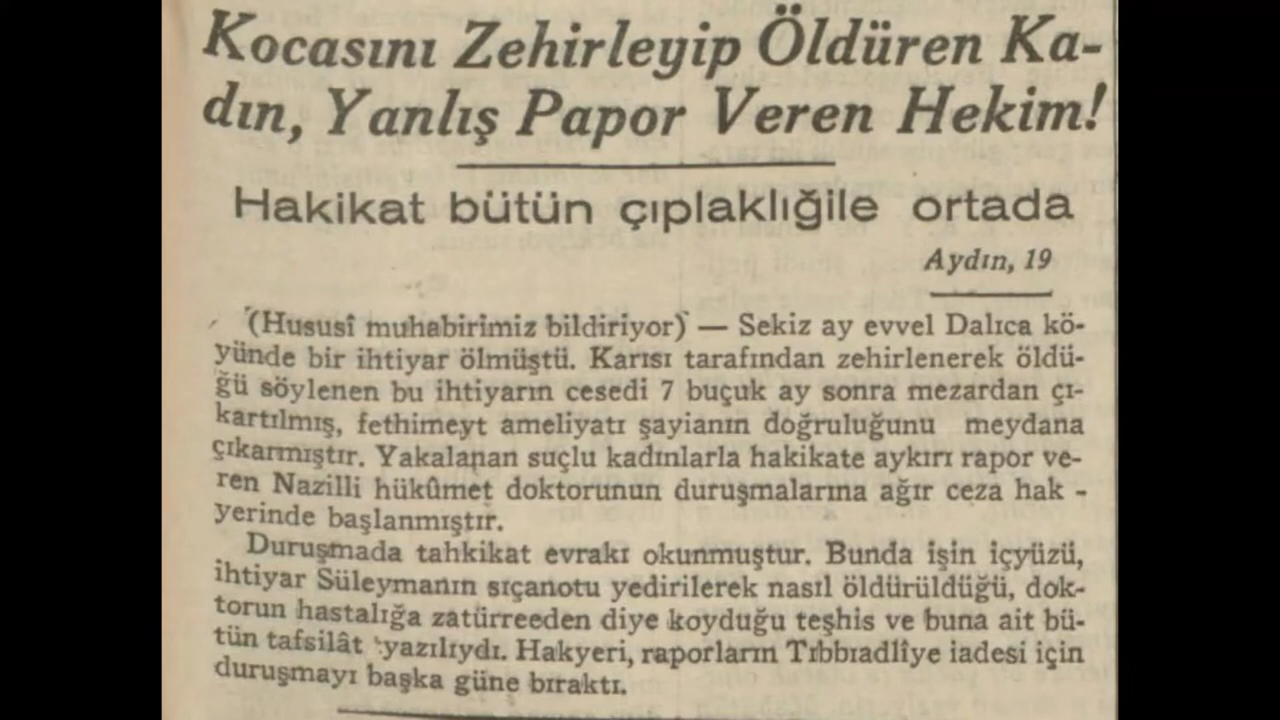 Kocasını Zehirleyip Öldüren Ka-
dın, Yanlış Papor Veren Hekim!
Hakikat bütün çıplaklığile ortada
Aydın, 19
(Hususî muhabirimiz bildiriyor) — Sekiz ay evvel Dalıca kö-
yünde bir ihtiyar ölmüştü. Karısı tarafından zehirlenerek öldü-
ğü söylenen bu ihtiyarın cesedi 7 buçuk ay sonra mezardan çı-
kartılmış, fethimeyt ameliyatı şayianın doğruluğunu meydana
çıkarmıştır. Yakalanan suçlu kadınlarla hakikate aykırı rapor ve-
ren Nazilli hükûmet doktorunun duruşmalarına ağır ceza hak -
yerinde başlanmıştır.
Duruşmada tahkikat evrakı okunmuştur. Bunda işin içyüzü,
ihtiyar Süleymanın sıçanotu yedirilerek nasıl öldürüldüğü, dok-
torun hastalığa zatürreeden diye koyduğu teşhis ve buna ait bü-
tün tafsilât yazılıydı. Hakyeri, raporların Tıbbıadlîye iadesi için
duruşmayı başka güne bıraktı.